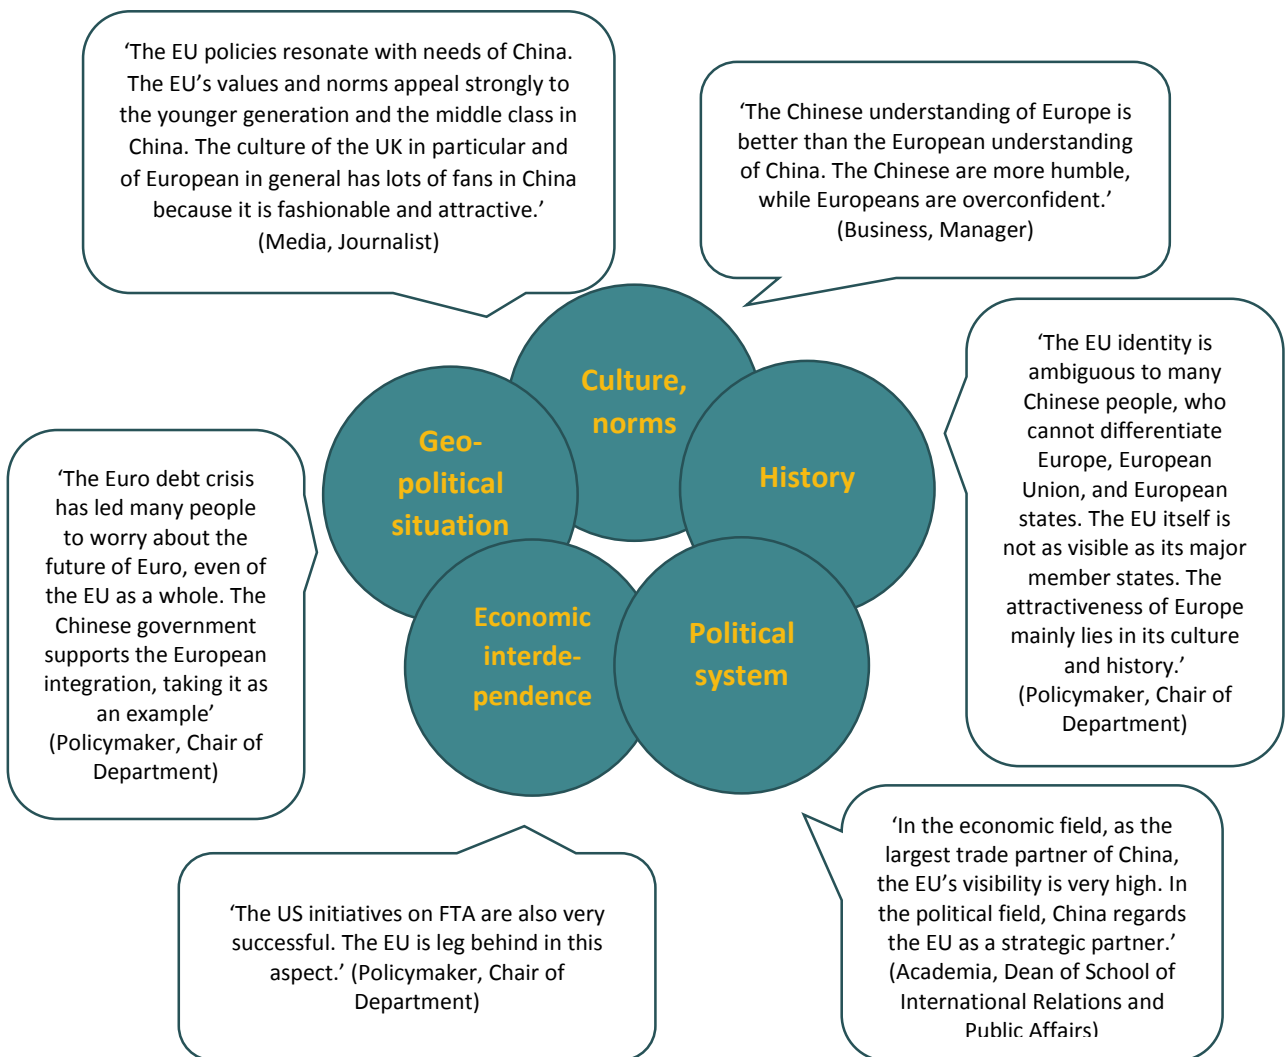 ‘The EU policies resonate with needs of China.
The EU’s values and norms appeal strongly to
the younger generation and the middle class in
China. The culture of the UK in particular and
of European in general has lots of fans in China
because it is fashionable and attractive.’
(Media, Journalist)
‘The Chinese understanding of Europe is
better than the European understanding
of China. The Chinese are more humble,
while Europeans are overconfident.’
(Business, Manager)
‘The EU identity is
ambiguous to many
Chinese people, who
cannot differentiate
Europe, European
Union, and European
states. The EU itself is
not as visible as its major
member states. The
attractiveness of Europe
mainly lies in its culture
and history.’
(Policymaker, Chair of
Department)
Culture,
norms
Geo-
political
situation
History
Economic
interde-
pendence
Political
system
‘The Euro debt crisis
has led many people
to worry about the
future of Euro, even of
the EU as a whole. The
Chinese government
supports the European
integration, taking it as
an example’
(Policymaker, Chair of
Department)
‘The US initiatives on FTA are also very
successful. The EU is leg behind in this
aspect.’ (Policymaker, Chair of
Department)
‘In the economic field, as the
largest trade partner of China,
the EU’s visibility is very high. In
the political field, China regards
the EU as a strategic partner.’
(Academia, Dean of School of
International Relations and
Public Affairs)